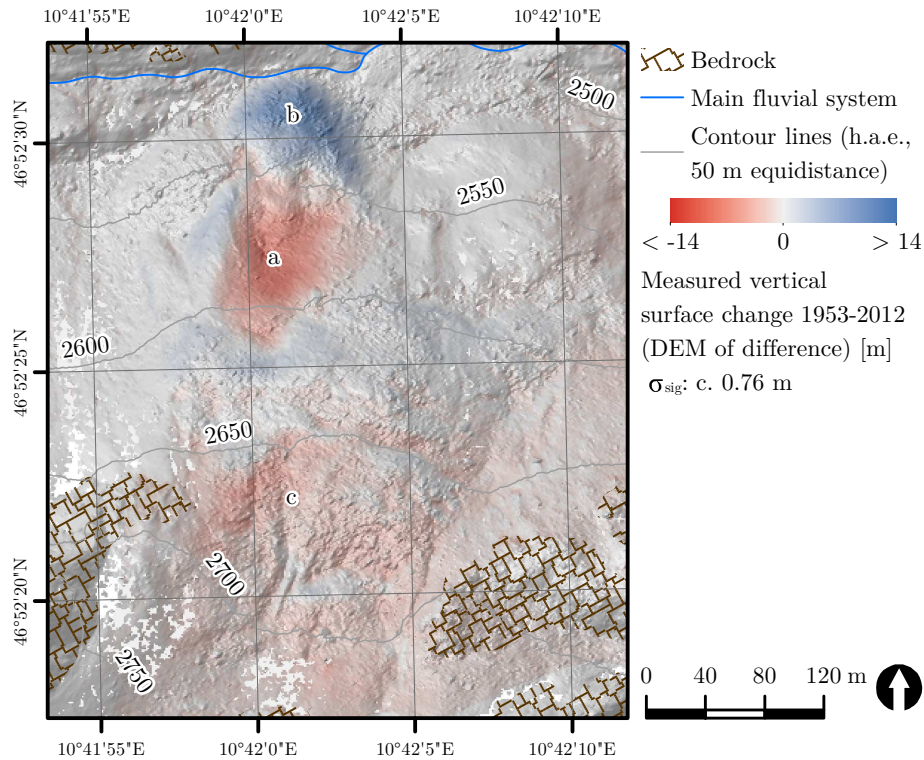 10°41'55"E 10°42'0"E 10°42'5"E 10°42'10"E
46°52'30"N
46°52'25"N
46°52'20"N
b
a
c
2500
2550
2600
2650
2700
2750
10°41'55"E 10°42'0"E 10°42'5"E 10°42'10"E
Bedrock
Main fluvial system
Contour lines (h.a.e.,
50 m equidistance)
< -14 0 > 14
Measured vertical
surface change 1953-2012
(DEM of difference) [m]
σsig: c. 0.76 m
0 40 80 120 m